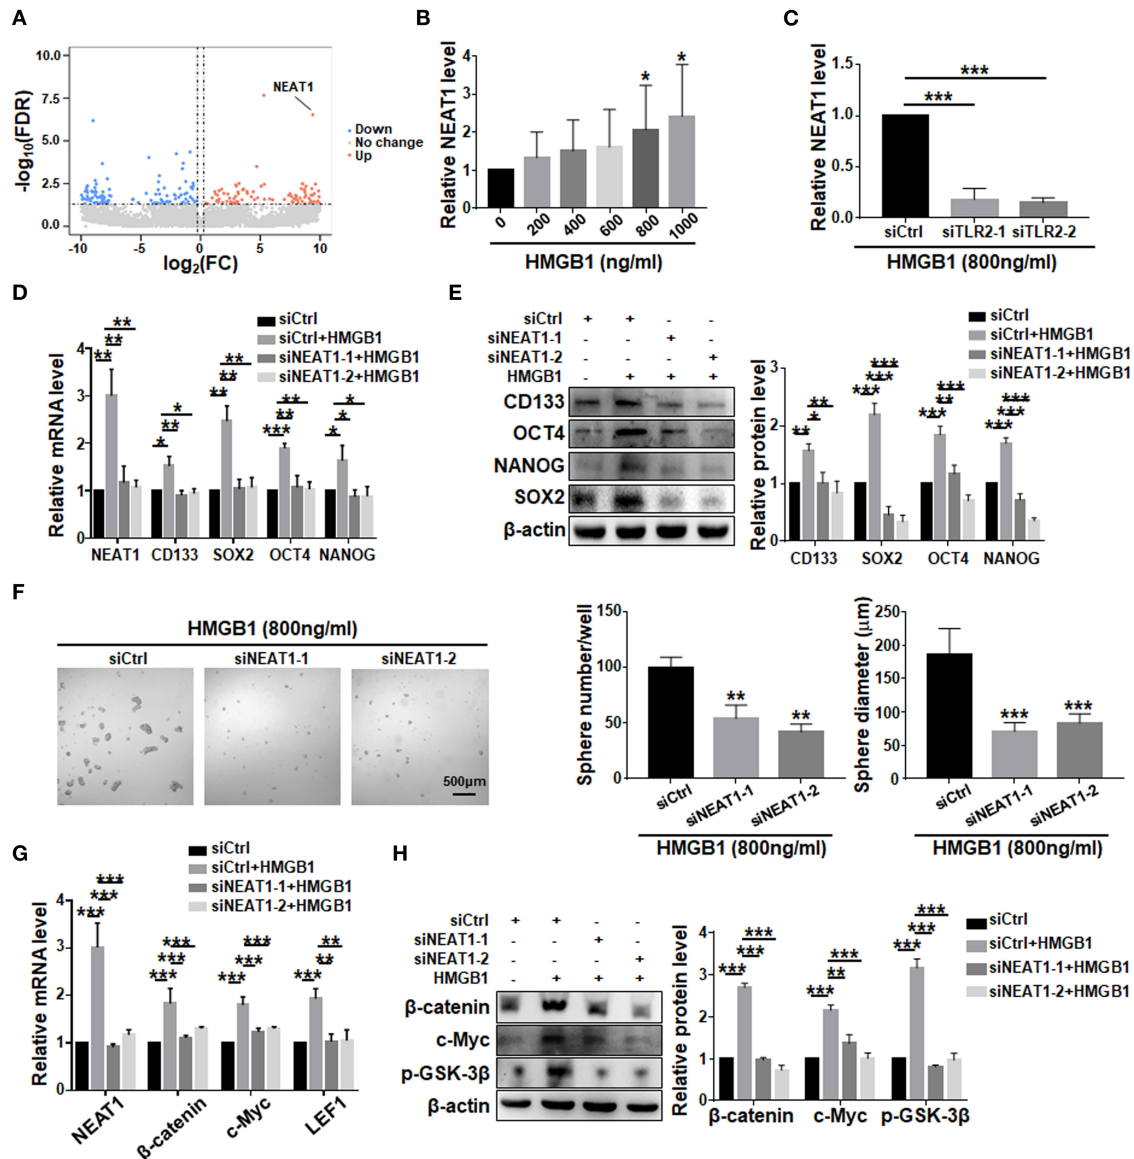 A
-log10(FDR)
10.0
7.5
5.0
2.5
0.0
-10
-5
0
5
10
log2(FC)
NEAT1
Down
No change
Up
B
Relative NEAT1 level
5
4
3
2
1
0
* *
0 200 400 600 800 1000
HMGB1 (ng/ml)
C
Relative NEAT1 level
1.5
1.0
0.5
0.0
***
***
siCtrl siTLR2-1 siTLR2-2
HMGB1 (800ng/ml)
D
siCtrl
siCtrl+HMGB1
siNEAT1-1+HMGB1
siNEAT1-2+HMGB1
Relative mRNA level
4
3
2
1
0
** ** **
* ** *
** ** **
*** ** **
* * *
NEAT1 CD133 SOX2 OCT4 NANOG
E
siCtrl + + - -
siNEAT1-1 - - + -
siNEAT1-2 - - - +
HMGB1 - + + +
CD133
OCT4
NANOG
SOX2
β-actin
siCtrl
siCtrl+HMGB1
siNEAT1-1+HMGB1
siNEAT1-2+HMGB1
Relative protein level
3
2
1
0
** * **
*** *** ***
*** ** ***
*** *** ***
CD133 SOX2 OCT4 NANOG
F
HMGB1 (800ng/ml)
siCtrl siNEAT1-1 siNEAT1-2
500μm
Sphere number/well
150
100
50
0
** **
siCtrl siNEAT1-1 siNEAT1-2
HMGB1 (800ng/ml)
Sphere diameter (μm)
250
200
150
100
50
0
*** ***
siCtrl siNEAT1-1 siNEAT1-2
HMGB1 (800ng/ml)
G
siCtrl
siCtrl+HMGB1
siNEAT1-1+HMGB1
siNEAT1-2+HMGB1
Relative mRNA level
4
3
2
1
0
*** *** ***
*** *** ***
*** *** ***
*** ** **
NEAT1 β-catenin c-Myc LEF1
H
siCtrl + + - -
siNEAT1-1 - - + -
siNEAT1-2 - - - +
HMGB1 - + + +
β-catenin
c-Myc
p-GSK-3β
β-actin
siCtrl
siCtrl+HMGB1
siNEAT1-1+HMGB1
siNEAT1-2+HMGB1
Relative protein level
4
3
2
1
0
*** *** ***
*** ** ***
*** *** ***
β-catenin c-Myc p-GSK-3β